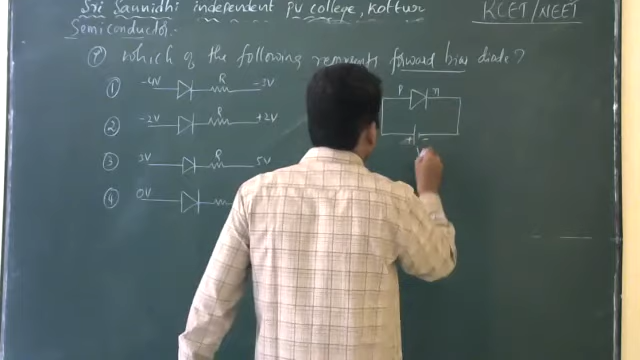 Sri Saunidhi independent PU college, Kottur
KCET/NEET
Semiconductor.
which of the following represents forward bias diode?
① -4V R -3V
② -2V R +2V
③ 3V R 5V
④ 0V
P n
+ -
V